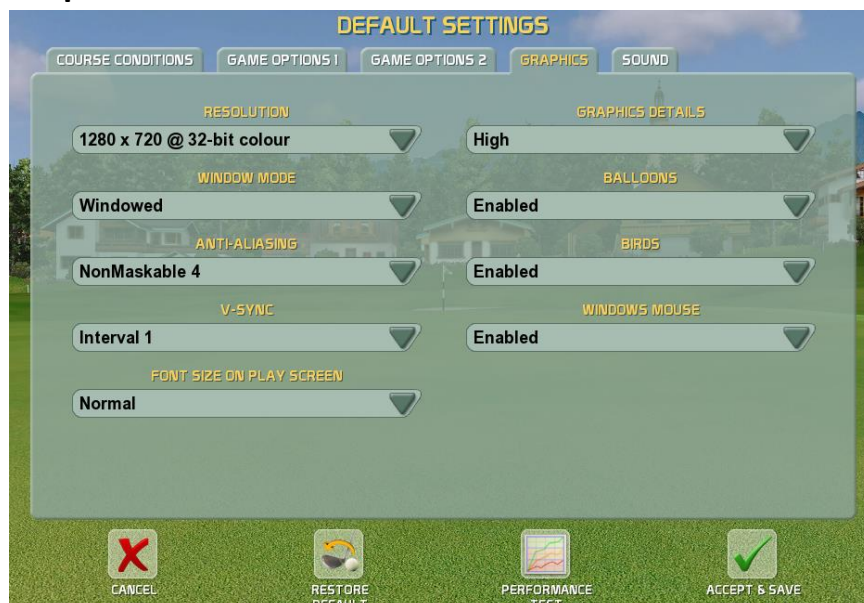 DEFAULT SETTINGS
COURSE CONDITIONS
GAME OPTIONS 1
GAME OPTIONS 2
GRAPHICS
SOUND
RESOLUTION
1280 x 720 @ 32-bit colour
WINDOW MODE
Windowed
ANTI-ALIASING
NonMaskable 4
V-SYNC
Interval 1
FONT SIZE ON PLAY SCREEN
Normal
GRAPHICS DETAILS
High
BALLOONS
Enabled
BIRDS
Enabled
WINDOWS MOUSE
Enabled
CANCEL
RESTORE
DEFAULT
PERFORMANCE
TEST
ACCEPT & SAVE